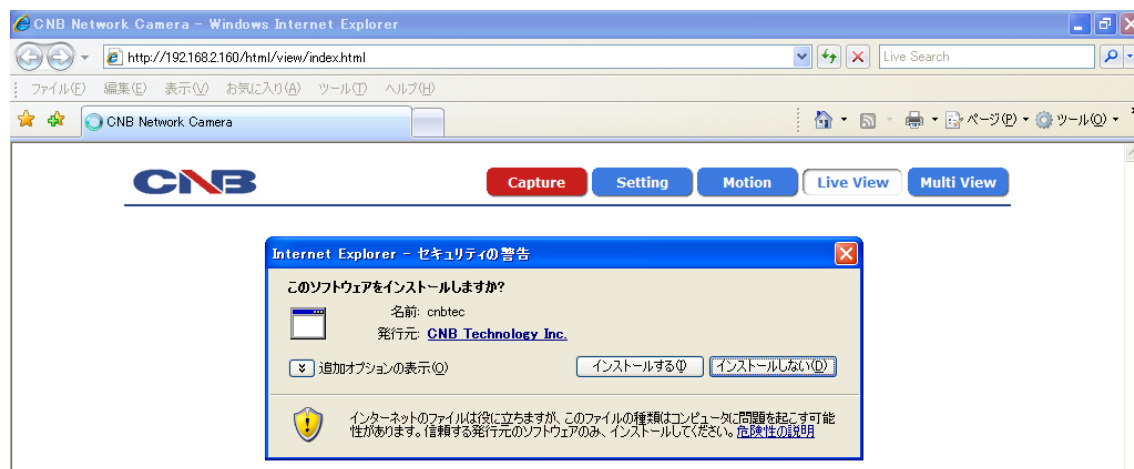 CNB Network Camera - Windows Internet Explorer
http://192.168.2.160/html/view/index.html
Live Search
ファイル(F) 編集(E) 表示(V) お気に入り(A) ツール(T) ヘルプ(H)
CNB Network Camera
ページ(P) ツール(O)
CNB
Capture Setting Motion Live View Multi View
Internet Explorer - セキュリティの警告
このソフトウェアをインストールしますか?
名前: cnbtec
発行元: CNB Technology Inc.
追加オプションの表示(O)
インストールする(I) インストールしない(D)
インターネットのファイルは役に立ちますが、このファイルの種類はコンピュータに問題を起こす可能
性があります。信頼する発行元のソフトウェアのみ、インストールしてください。危険性の説明